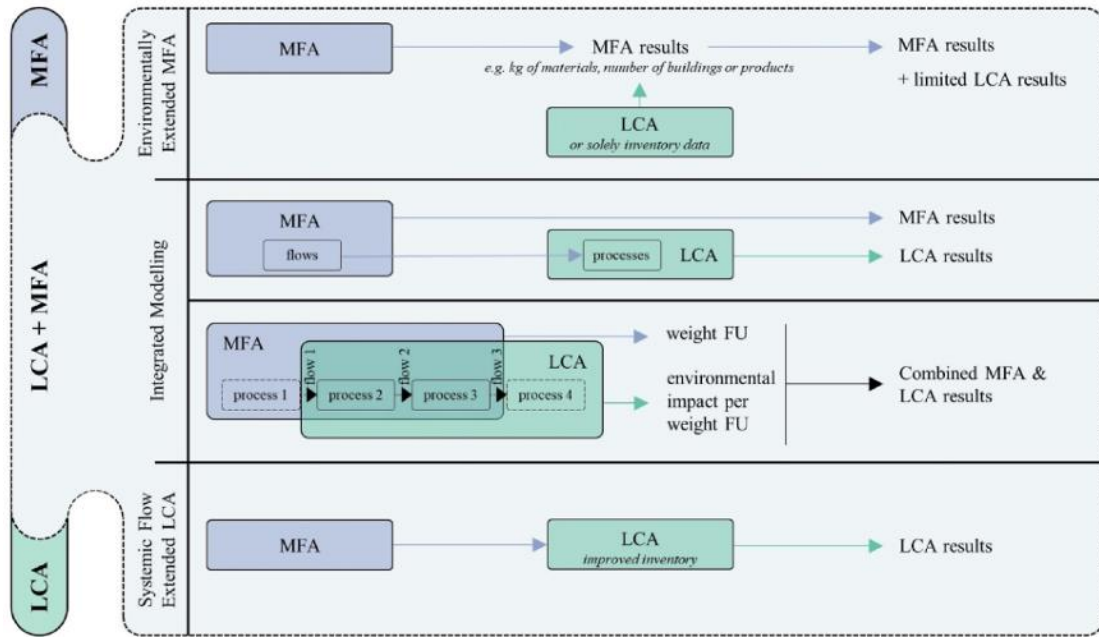 MFA
LCA + MFA
LCA
Environmentally
Extended MFA
MFA
MFA results
e.g. kg of materials, number of buildings or products
LCA
or solely inventory data
MFA results
+ limited LCA results
Integrated Modelling
MFA
flows
processes
LCA
MFA results
LCA results
MFA
flow 1
flow 2
flow 3
LCA
process 1
process 2
process 3
process 4
weight FU
environmental
impact per
weight FU
Combined MFA &
LCA results
Systemic Flow
Extended LCA
MFA
LCA
improved inventory
LCA results